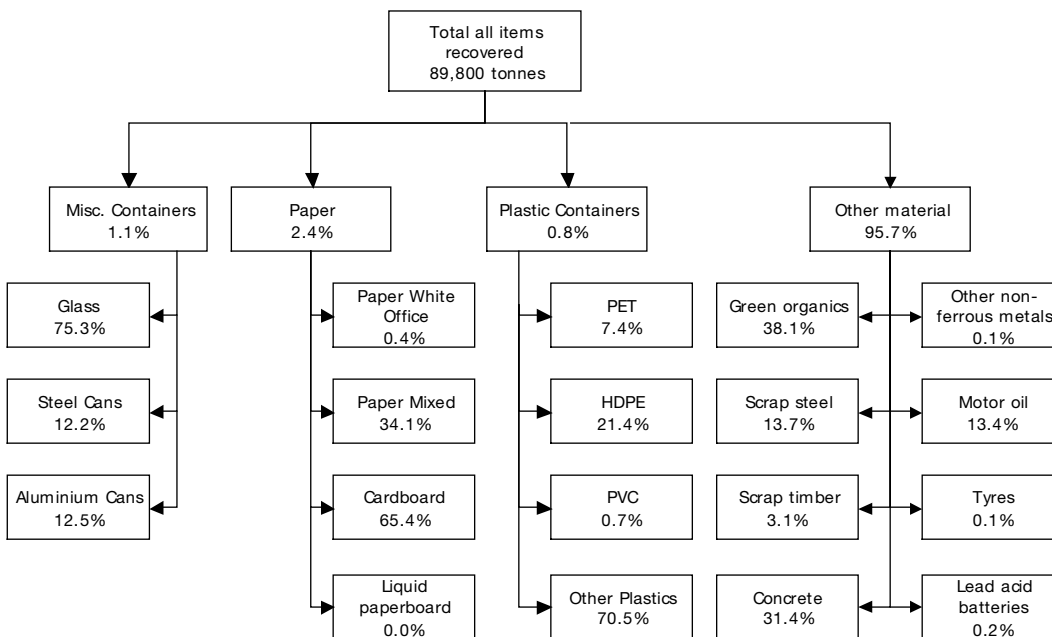 Total all items
recovered
89,800 tonnes
Misc. Containers
1.1%
Paper
2.4%
Plastic Containers
0.8%
Other material
95.7%
Glass
75.3%
Paper White
Office
0.4%
PET
7.4%
Green organics
38.1%
Other non-
ferrous metals
0.1%
Steel Cans
12.2%
Paper Mixed
34.1%
HDPE
21.4%
Scrap steel
13.7%
Motor oil
13.4%
Aluminium Cans
12.5%
Cardboard
65.4%
PVC
0.7%
Scrap timber
3.1%
Tyres
0.1%
Liquid
paperboard
0.0%
Other Plastics
70.5%
Concrete
31.4%
Lead acid
batteries
0.2%